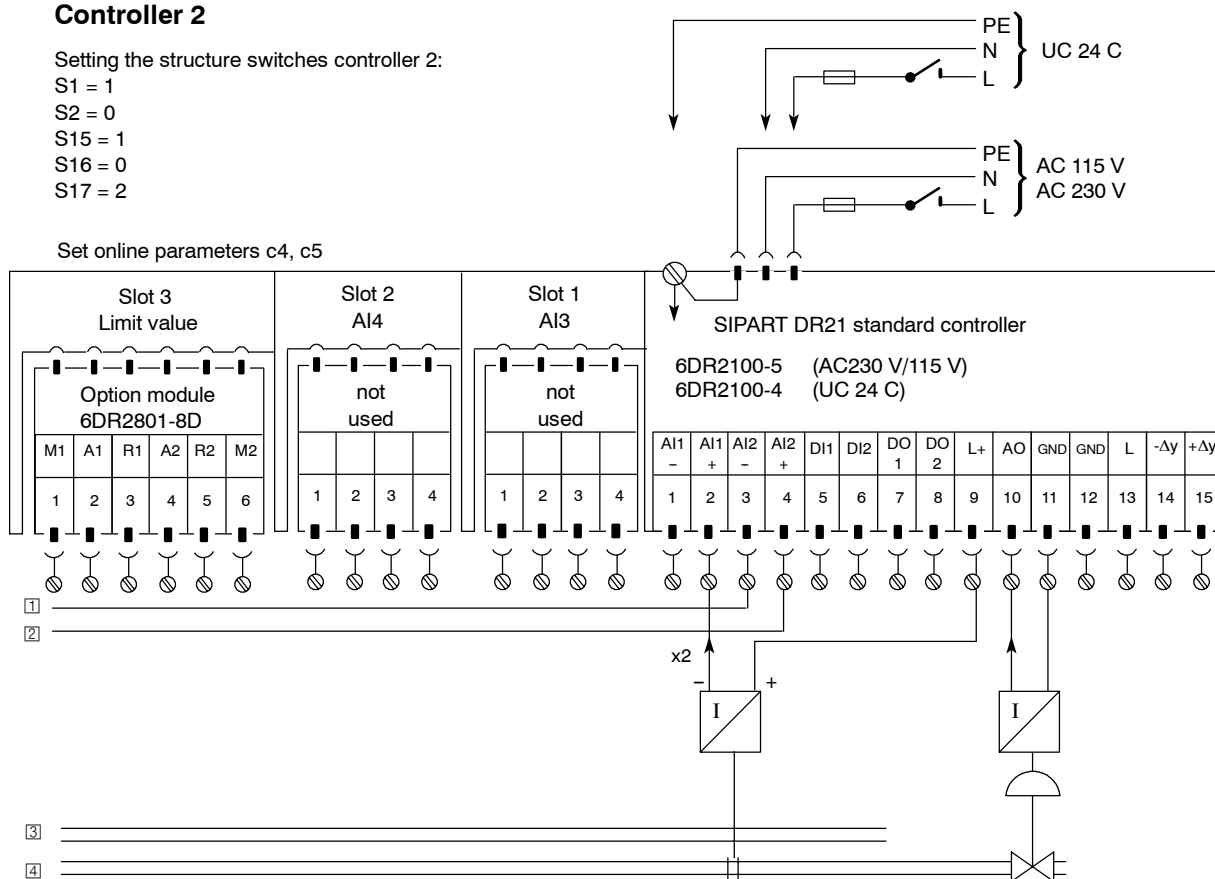 Controller 2
Setting the structure switches controller 2:
S1 = 1
S2 = 0
S15 = 1
S16 = 0
S17 = 2
Set online parameters c4, c5
PE
N
L
UC 24 C
PE
N
L
AC 115 V
AC 230 V
Slot 3
Limit value
Option module
6DR2801-8D
M1 A1 R1 A2 R2 M2
1 2 3 4 5 6
Slot 2
AI4
not
used
1 2 3 4
Slot 1
AI3
not
used
1 2 3 4
SIPART DR21 standard controller
6DR2100-5 (AC230 V/115 V)
6DR2100-4 (UC 24 C)
AI1 AI1 AI2 AI2 DI1 DI2 DO DO L+ AO GND GND L -Δy +Δy
− + − + 1 2
1 2 3 4 5 6 7 8 9 10 11 12 13 14 15
1
2
x2
− +
I
I
3
4